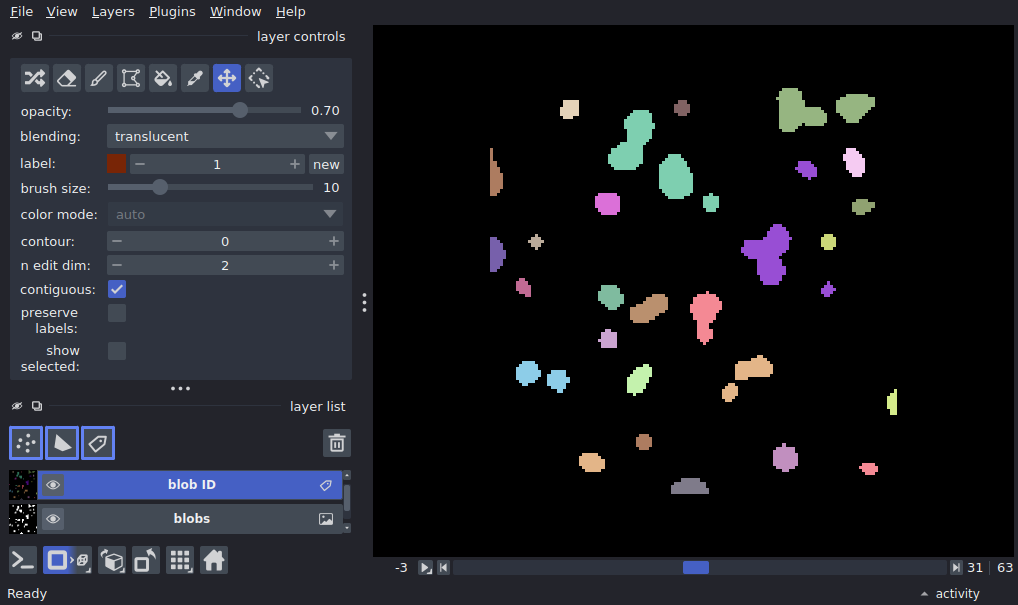 File View Layers Plugins Window Help
layer controls
opacity: 0.70
blending: translucent
label: 1 new
brush size: 10
color mode: auto
contour: 0
n edit dim: 2
contiguous:
preserve
labels:
show
selected:
layer list
blob ID
blobs
-3 31 63
Ready activity